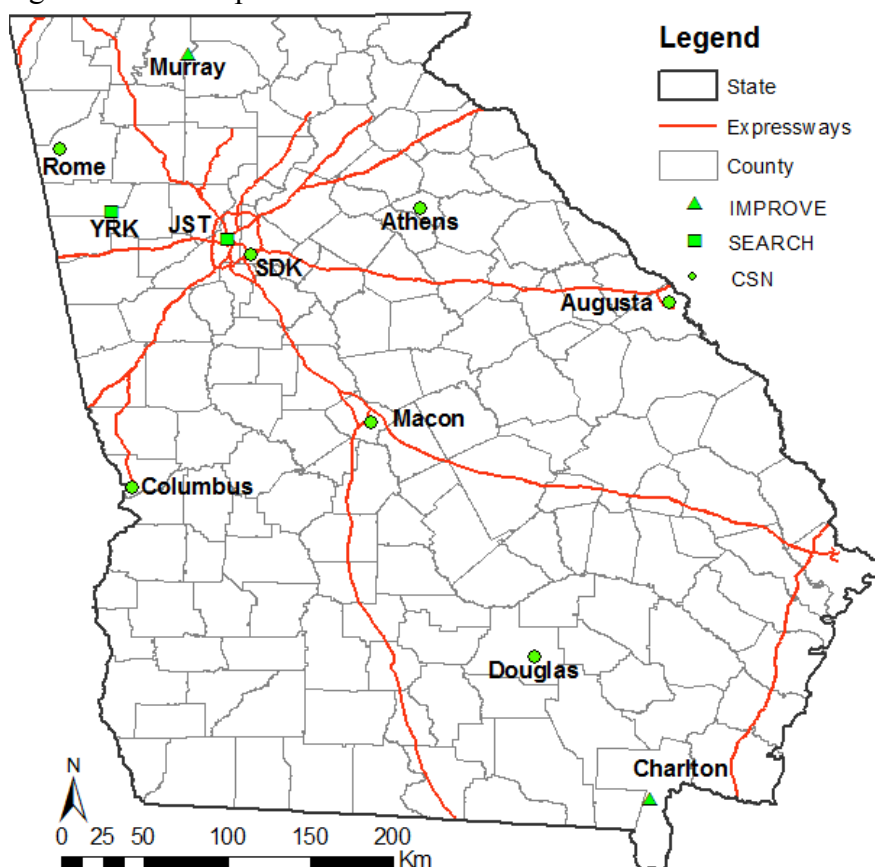 Legend
State
Expressways
County
IMPROVE
SEARCH
CSN
Murray
Rome
YRK
JST
SDK
Athens
Augusta
Macon
Columbus
Douglas
Charlton
N
0 25 50 100 150 200
Km